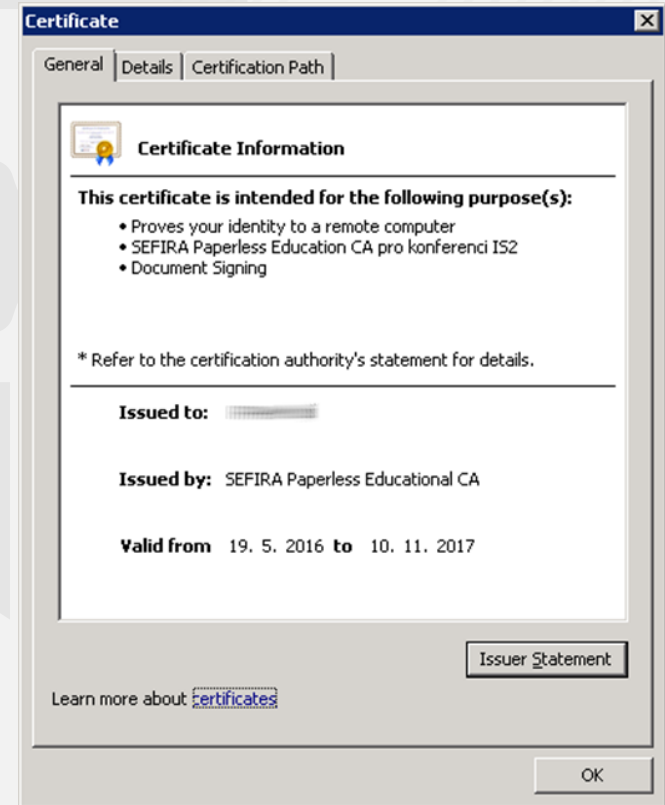 Certificate
General Details Certification Path
Certificate Information
This certificate is intended for the following purpose(s):
• Proves your identity to a remote computer
• SEFIRA Paperless Education CA pro konferenci IS2
• Document Signing
* Refer to the certification authority's statement for details.
Issued to:
Issued by: SEFIRA Paperless Educational CA
Valid from 19. 5. 2016 to 10. 11. 2017
Issuer Statement
Learn more about certificates
OK